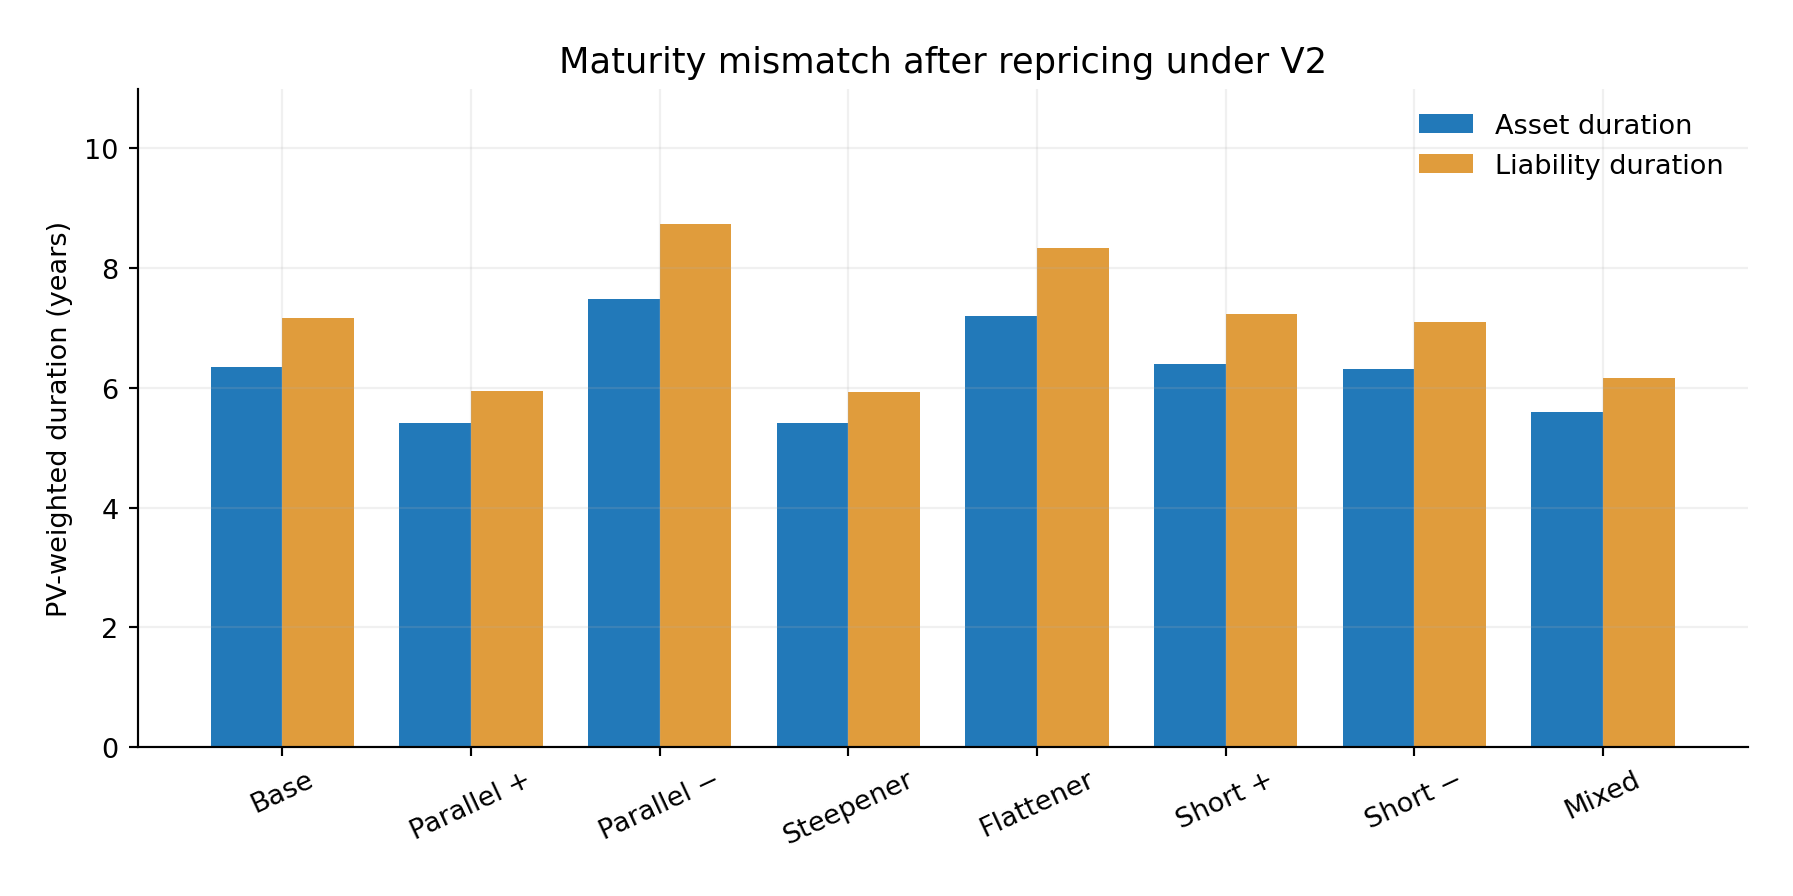 Maturity mismatch after repricing under V2
Asset duration
Liability duration
PV-weighted duration (years)
10
8
6
4
2
0
Base
Parallel +
Parallel −
Steepener
Flattener
Short +
Short −
Mixed